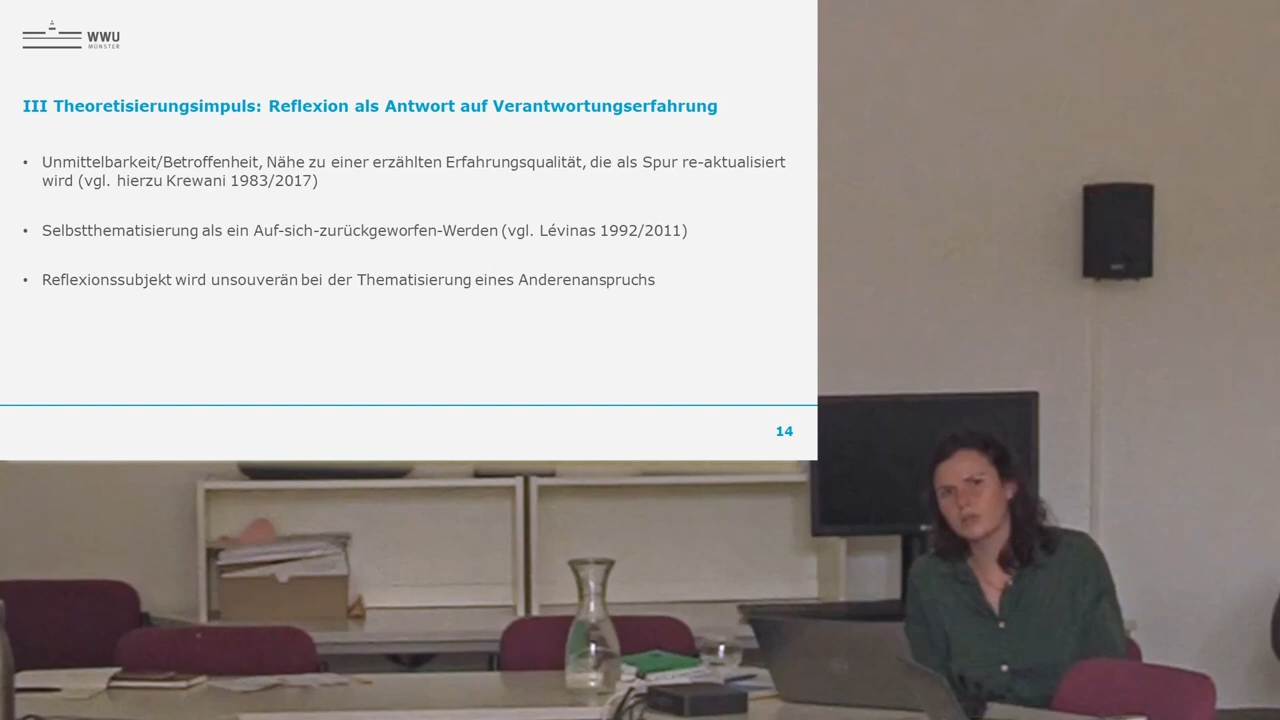 WWU
MÜNSTER
III Theoretisierungsimpuls: Reflexion als Antwort auf Verantwortungserfahrung
• Unmittelbarkeit/Betroffenheit, Nähe zu einer erzählten Erfahrungsqualität, die als Spur re-aktualisiert
wird (vgl. hierzu Krewani 1983/2017)
• Selbstthematisierung als ein Auf-sich-zurückgeworfen-Werden (vgl. Lévinas 1992/2011)
• Reflexionssubjekt wird unsouverän bei der Thematisierung eines Anderenanspruchs
14